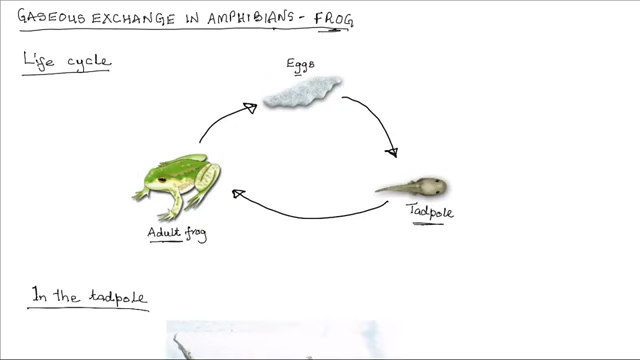 GASEOUS EXCHANGE IN AMPHIBIANS - FROG
Life cycle
Eggs
Tadpole
Adult frog
In the tadpole